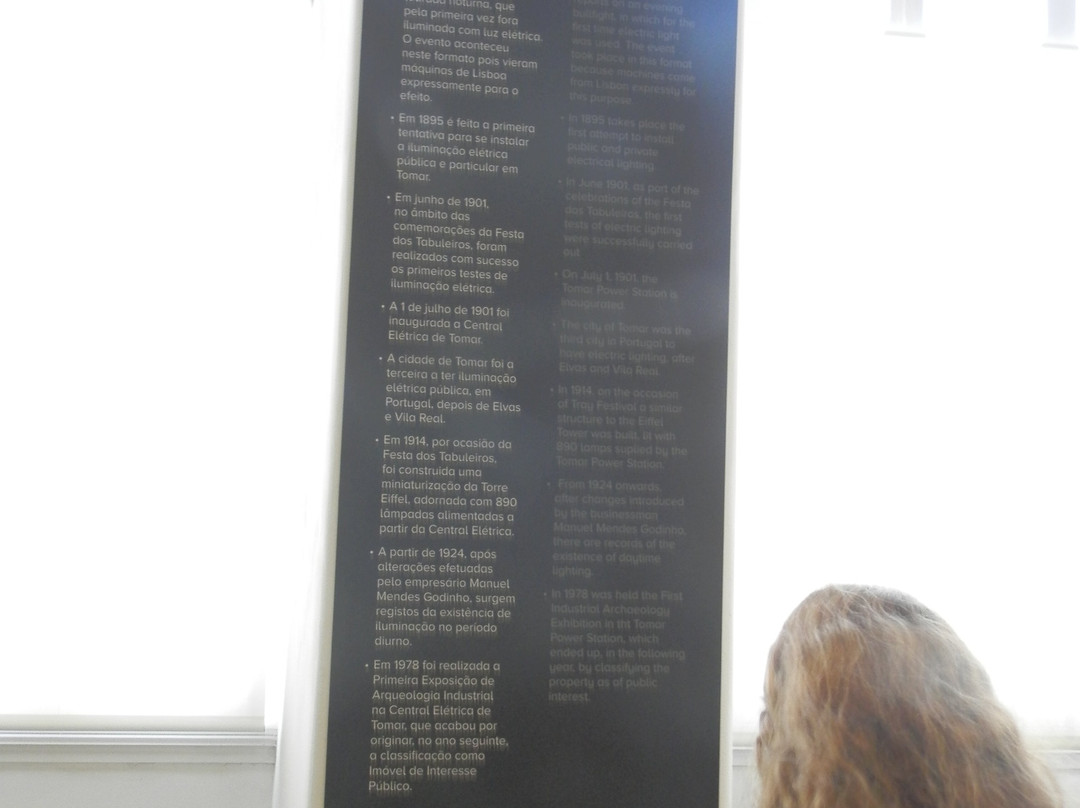 noturna, que
pela primeira vez fora
iluminada com luz elétrica.
O evento aconteceu
neste formato pois vieram
máquinas de Lisboa
expressamente para o
efeito.
• Em 1895 é feita a primeira
tentativa para se instalar
a iluminação elétrica
pública e particular em
Tomar.
• Em junho de 1901,
no âmbito das
comemorações da Festa
dos Tabuleiros, foram
realizados com sucesso
os primeiros testes de
iluminação elétrica.
• A 1 de julho de 1901 foi
inaugurada a Central
Elétrica de Tomar.
• A cidade de Tomar foi a
terceira a ter iluminação
elétrica pública, em
Portugal, depois de Elvas
e Vila Real.
• Em 1914, por ocasião da
Festa dos Tabuleiros,
foi construída uma
miniaturização da Torre
Eiffel, adornada com 890
lâmpadas alimentadas a
partir da Central Elétrica.
• A partir de 1924, após
alterações efetuadas
pelo empresário Manuel
Mendes Godinho, surgem
registos da existência de
iluminação no período
diurno.
• Em 1978 foi realizada a
Primeira Exposição de
Arqueologia Industrial
na Central Elétrica de
Tomar, que acabou por
originar, no ano seguinte,
a classificação como
Imóvel de Interesse
Público.
on an evening
bullfight, in which for the
first time electric light
was used. The event
took place in this format
because machines came
from Lisbon expressly for
this purpose.
• In 1895 takes place the
first attempt to install
public and private
electrical lighting.
• In June 1901, as part of the
celebrations of the Festa
dos Tabuleiros, the first
tests of electric lighting
were successfully carried
out.
• On July 1, 1901, the
Tomar Power Station is
inaugurated.
• The city of Tomar was the
third city in Portugal to
have electric lighting, after
Elvas and Vila Real.
• In 1914, on the occasion
of Tray Festival a similar
structure to the Eiffel
Tower was built, lit with
890 lamps suplied by the
Tomar Power Station.
• From 1924 onwards,
after changes introduced
by the businessman
Manuel Mendes Godinho,
there are records of the
existence of daytime
lighting.
• In 1978 was held the First
Industrial Archaeology
Exhibition in tht Tomar
Power Station, which
ended up, in the following
year, by classifying the
property as of public
interest.